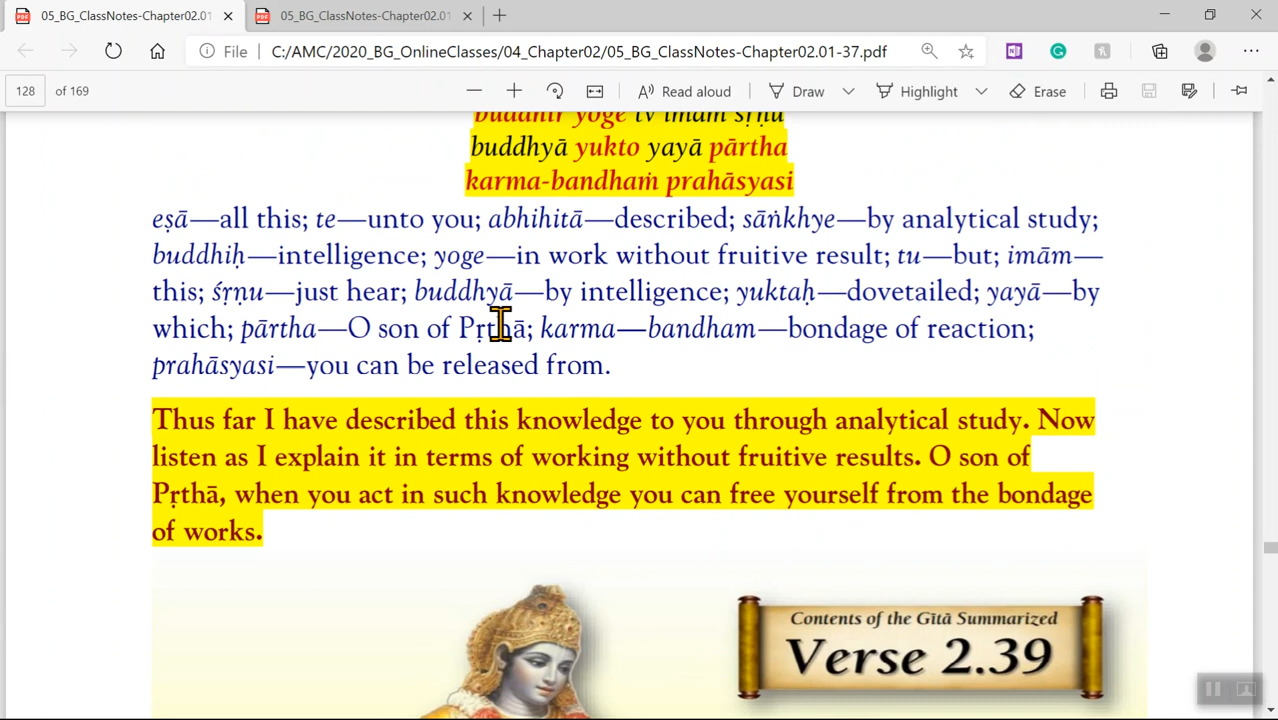 05_BG_ClassNotes-Chapter02.01
05_BG_ClassNotes-Chapter02.01
File
C:/AMC/2020_BG_OnlineClasses/04_Chapter02/05_BG_ClassNotes-Chapter02.01-37.pdf
128 of 169
Read aloud
Draw
Highlight
Erase
buddhir yoge tv imāṁ śṛṇu
buddhyā yukto yayā pārtha
karma-bandhaṁ prahāsyasi
eṣā—all this; te—unto you; abhihitā—described; sāṅkhye—by analytical study;
buddhiḥ—intelligence; yoge—in work without fruitive result; tu—but; imām—
this; śṛṇu—just hear; buddhyā—by intelligence; yuktaḥ—dovetailed; yayā—by
which; pārtha—O son of Pṛthā; karma—bandham—bondage of reaction;
prahāsyasi—you can be released from.
Thus far I have described this knowledge to you through analytical study. Now
listen as I explain it in terms of working without fruitive results. O son of
Pṛthā, when you act in such knowledge you can free yourself from the bondage
of works.
Contents of the Gītā Summarized
Verse 2.39